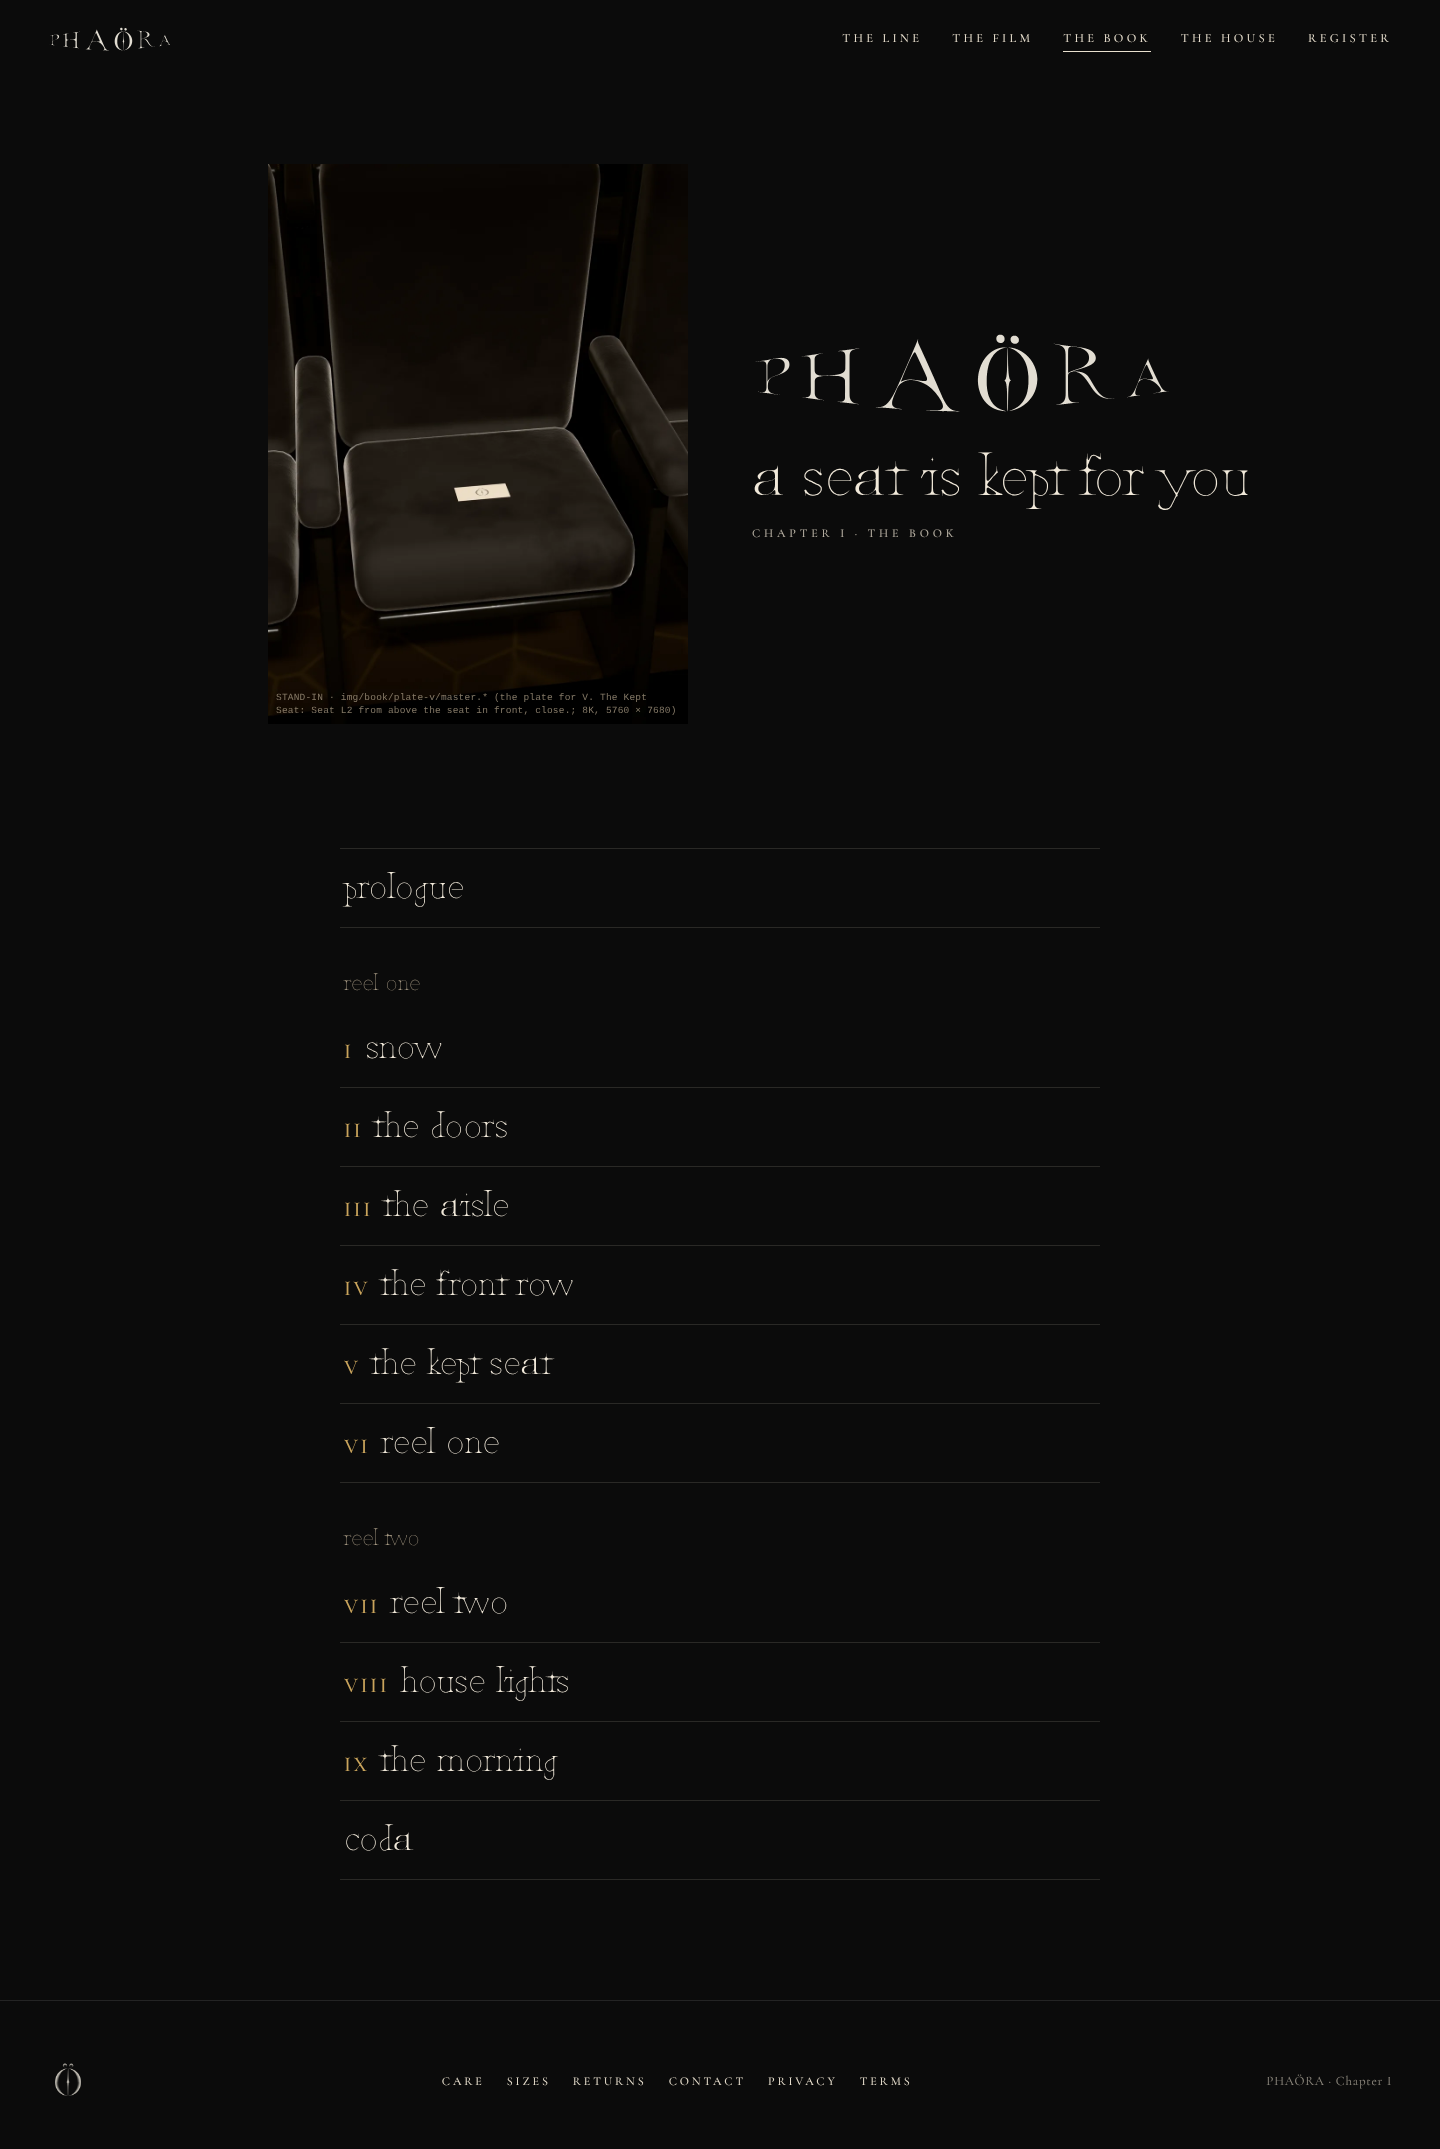 PHAÖRA
THE LINE THE FILM THE BOOK THE HOUSE REGISTER
STAND-IN · img/book/plate-v/master.* (the plate for V. The Kept
Seat: Seat L2 from above the seat in front, close.; 8K, 5760 × 7680)
PHAÖRA
a seat is kept for you
CHAPTER I · THE BOOK
prologue
reel one
I snow
II the doors
III the aisle
IV the front row
V the kept seat
VI reel one
reel two
VII reel two
VIII house lights
IX the morning
coda
Ö
CARE SIZES RETURNS CONTACT PRIVACY TERMS
PHAÖRA · Chapter I